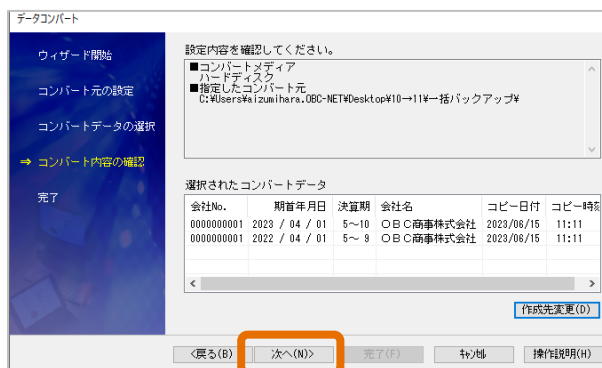 データコンバート
ウィザード開始
コンバート元の設定
コンバートデータの選択
⇒ コンバート内容の確認
完了
設定内容を確認してください。
■コンバートメディア
ハードディスク
■指定したコンバート元
C:¥Users¥aizumihara.OBC-NET¥Desktop¥10→11¥一括バックアップ¥
選択されたコンバートデータ
会社No. 期首年月日 決算期 会社名 コピー日付 コピー時刻
0000000001 2023 / 04 / 01 5～10 ＯＢＣ商事株式会社 2023/06/15 11:11
0000000001 2022 / 04 / 01 5～ 9 ＯＢＣ商事株式会社 2023/06/15 11:11
作成先変更(D)
<戻る(B) 次へ(N)> 完了(F) ｷｬﾝｾﾙ 操作説明(H)